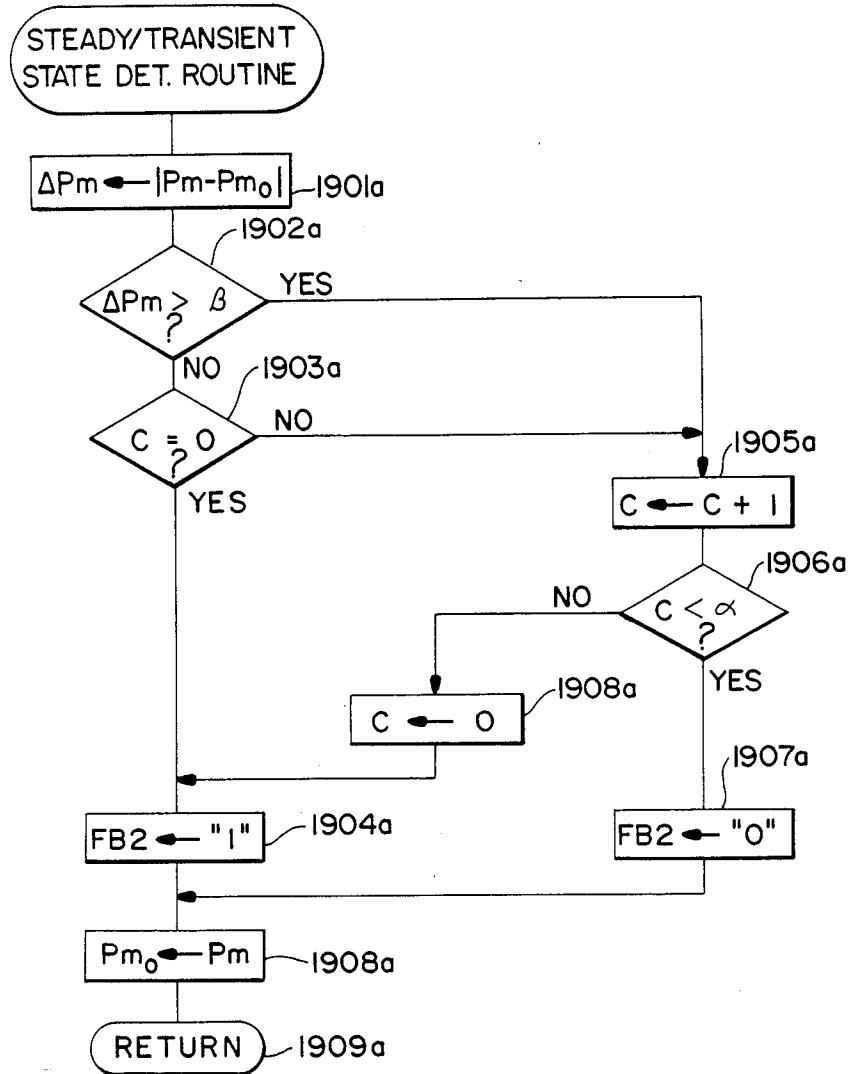 STEADY/TRANSIENT
STATE DET. ROUTINE
ΔPm ← |Pm-Pm₀|
1901a
1902a
ΔPm > β
?
YES
NO
1903a
C = 0
?
NO
YES
1905a
C ← C + 1
1906a
C < α
?
NO
YES
1908a
C ← 0
1907a
FB2 ← "1"
1904a
FB2 ← "0"
Pm₀ ← Pm
1908a
RETURN
1909a